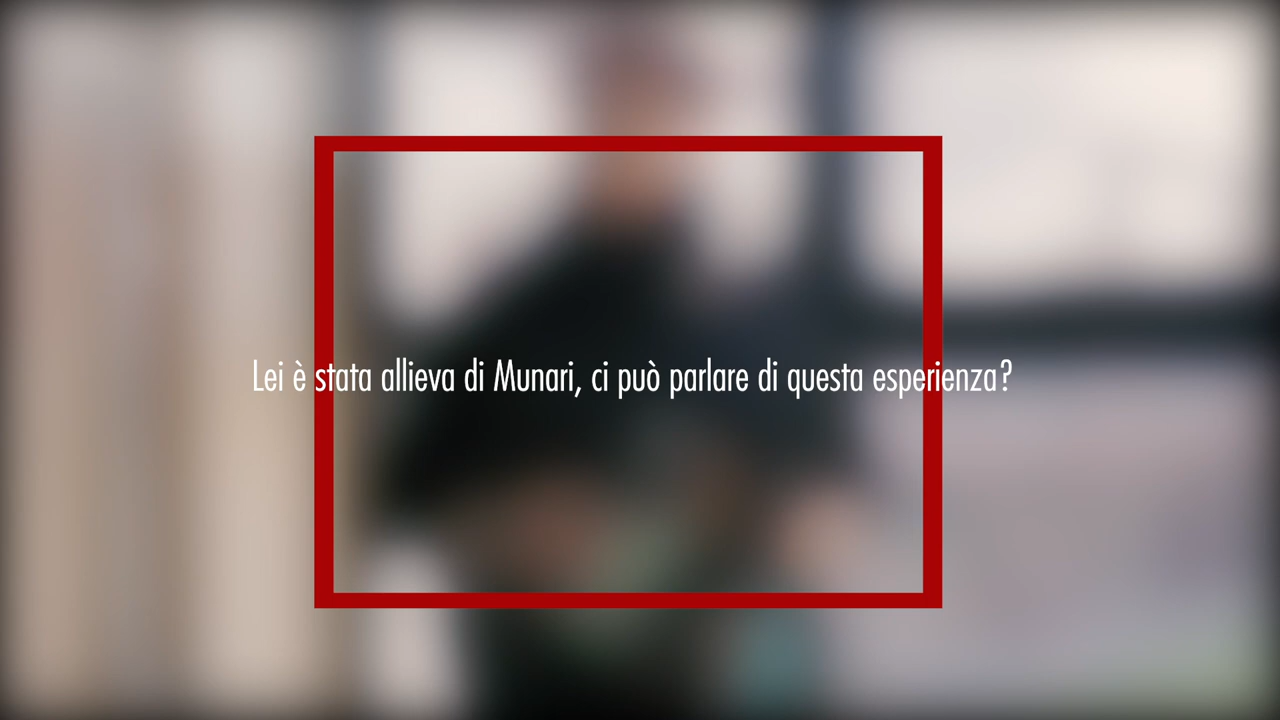 Lei è stata allieva di Munari, ci può parlare di questa esperienza?